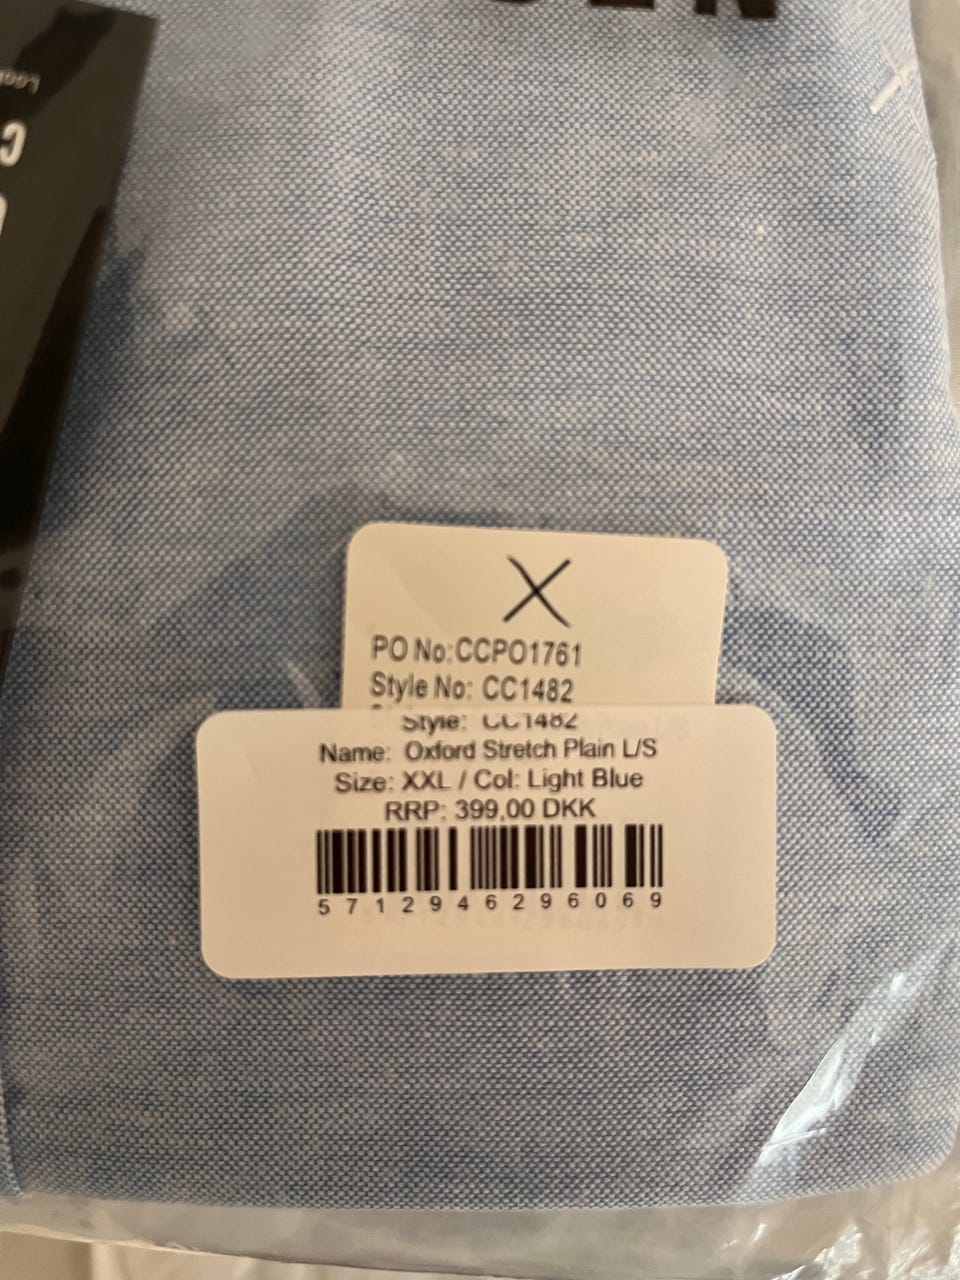 X
PO No:CCPO1761
Style No: CC1482
Style: CC1482
Name: Oxford Stretch Plain L/S
Size: XXL / Col: Light Blue
RRP: 399,00 DKK
5712946296069